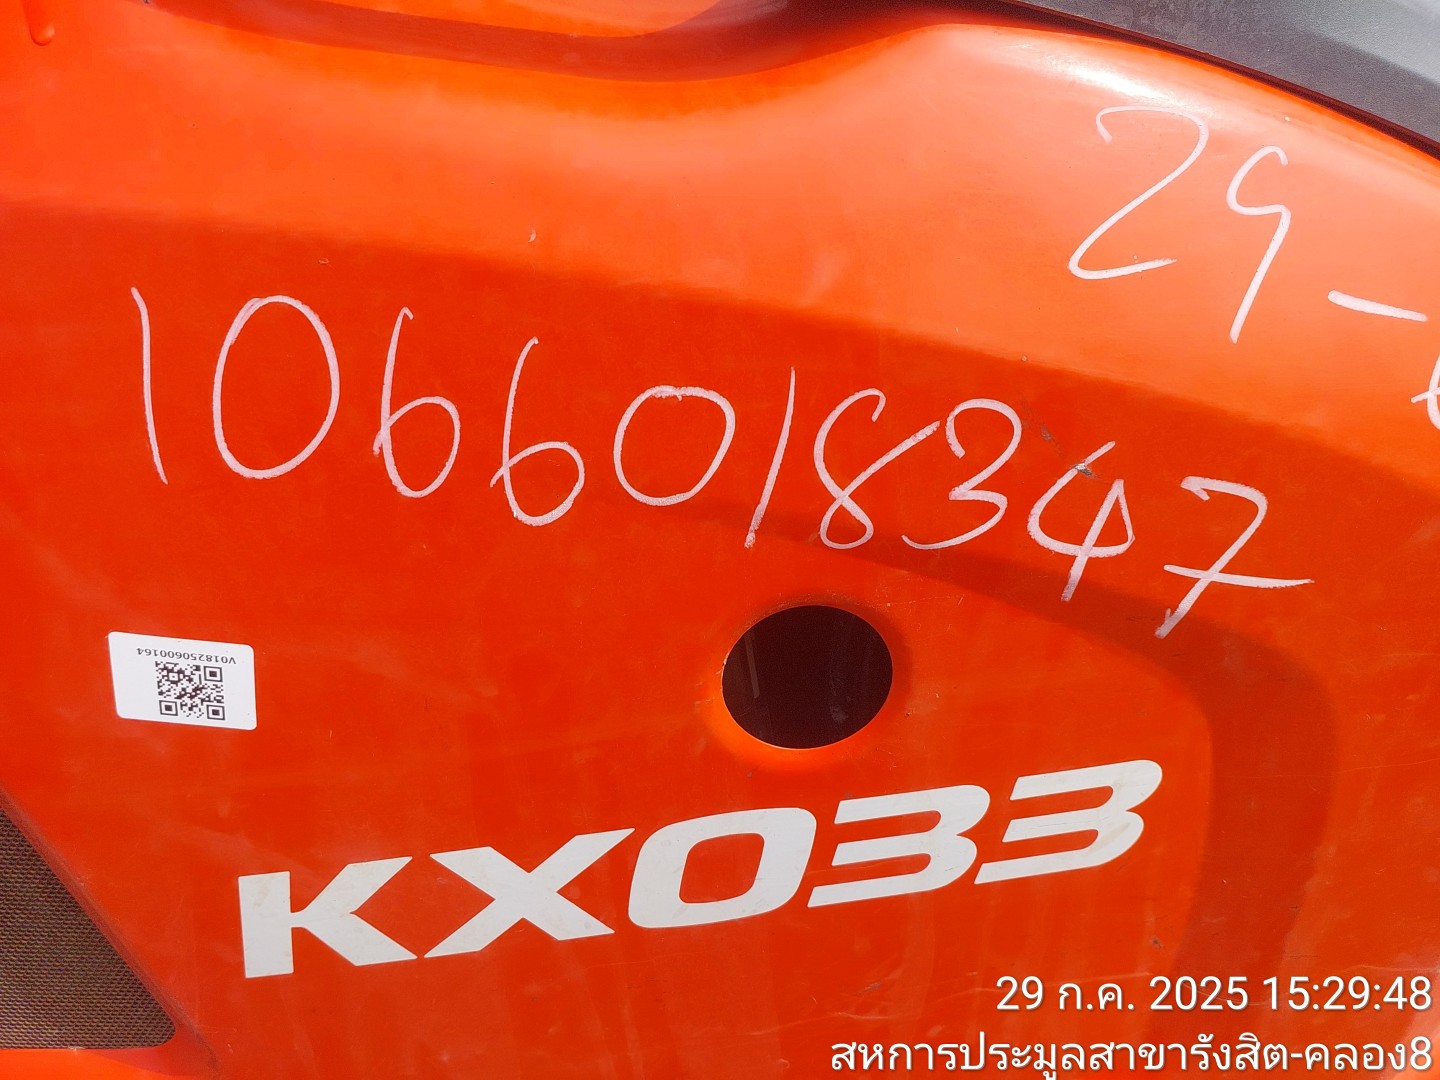 29-
1066018347
V0182506600164
KX033
29 ก.ค. 2025 15:29:48
สหการประมูลสาขารังสิต-คลอง8